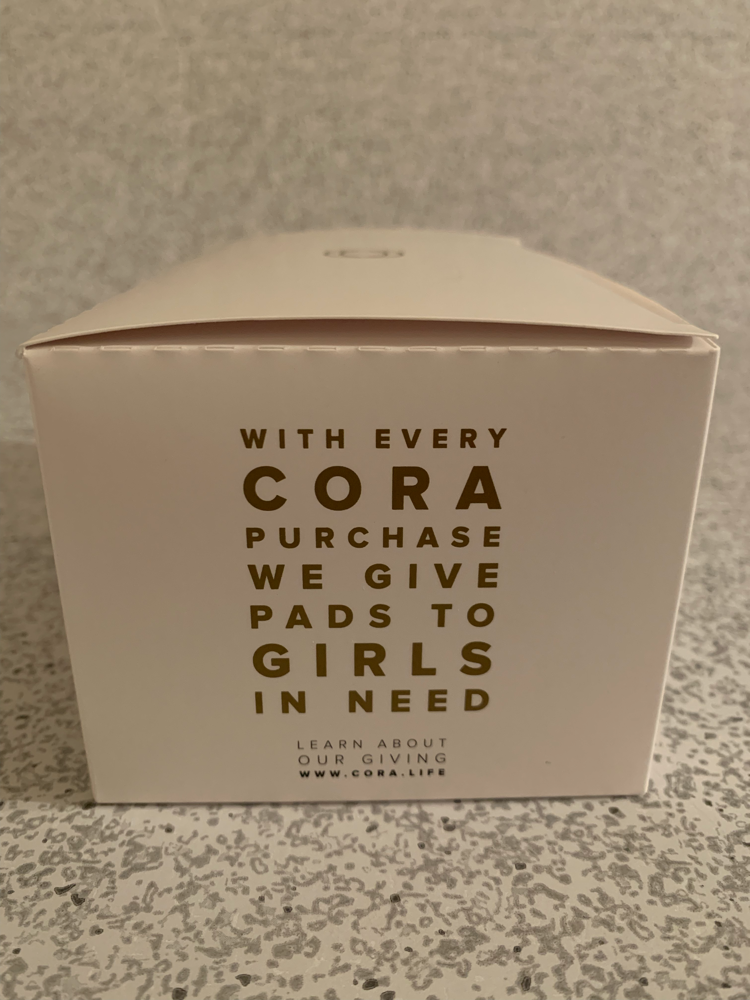 WITH EVERY
CORA
PURCHASE
WE GIVE
PADS TO
GIRLS
IN NEED
LEARN ABOUT
OUR GIVING
WWW.CORA.LIFE